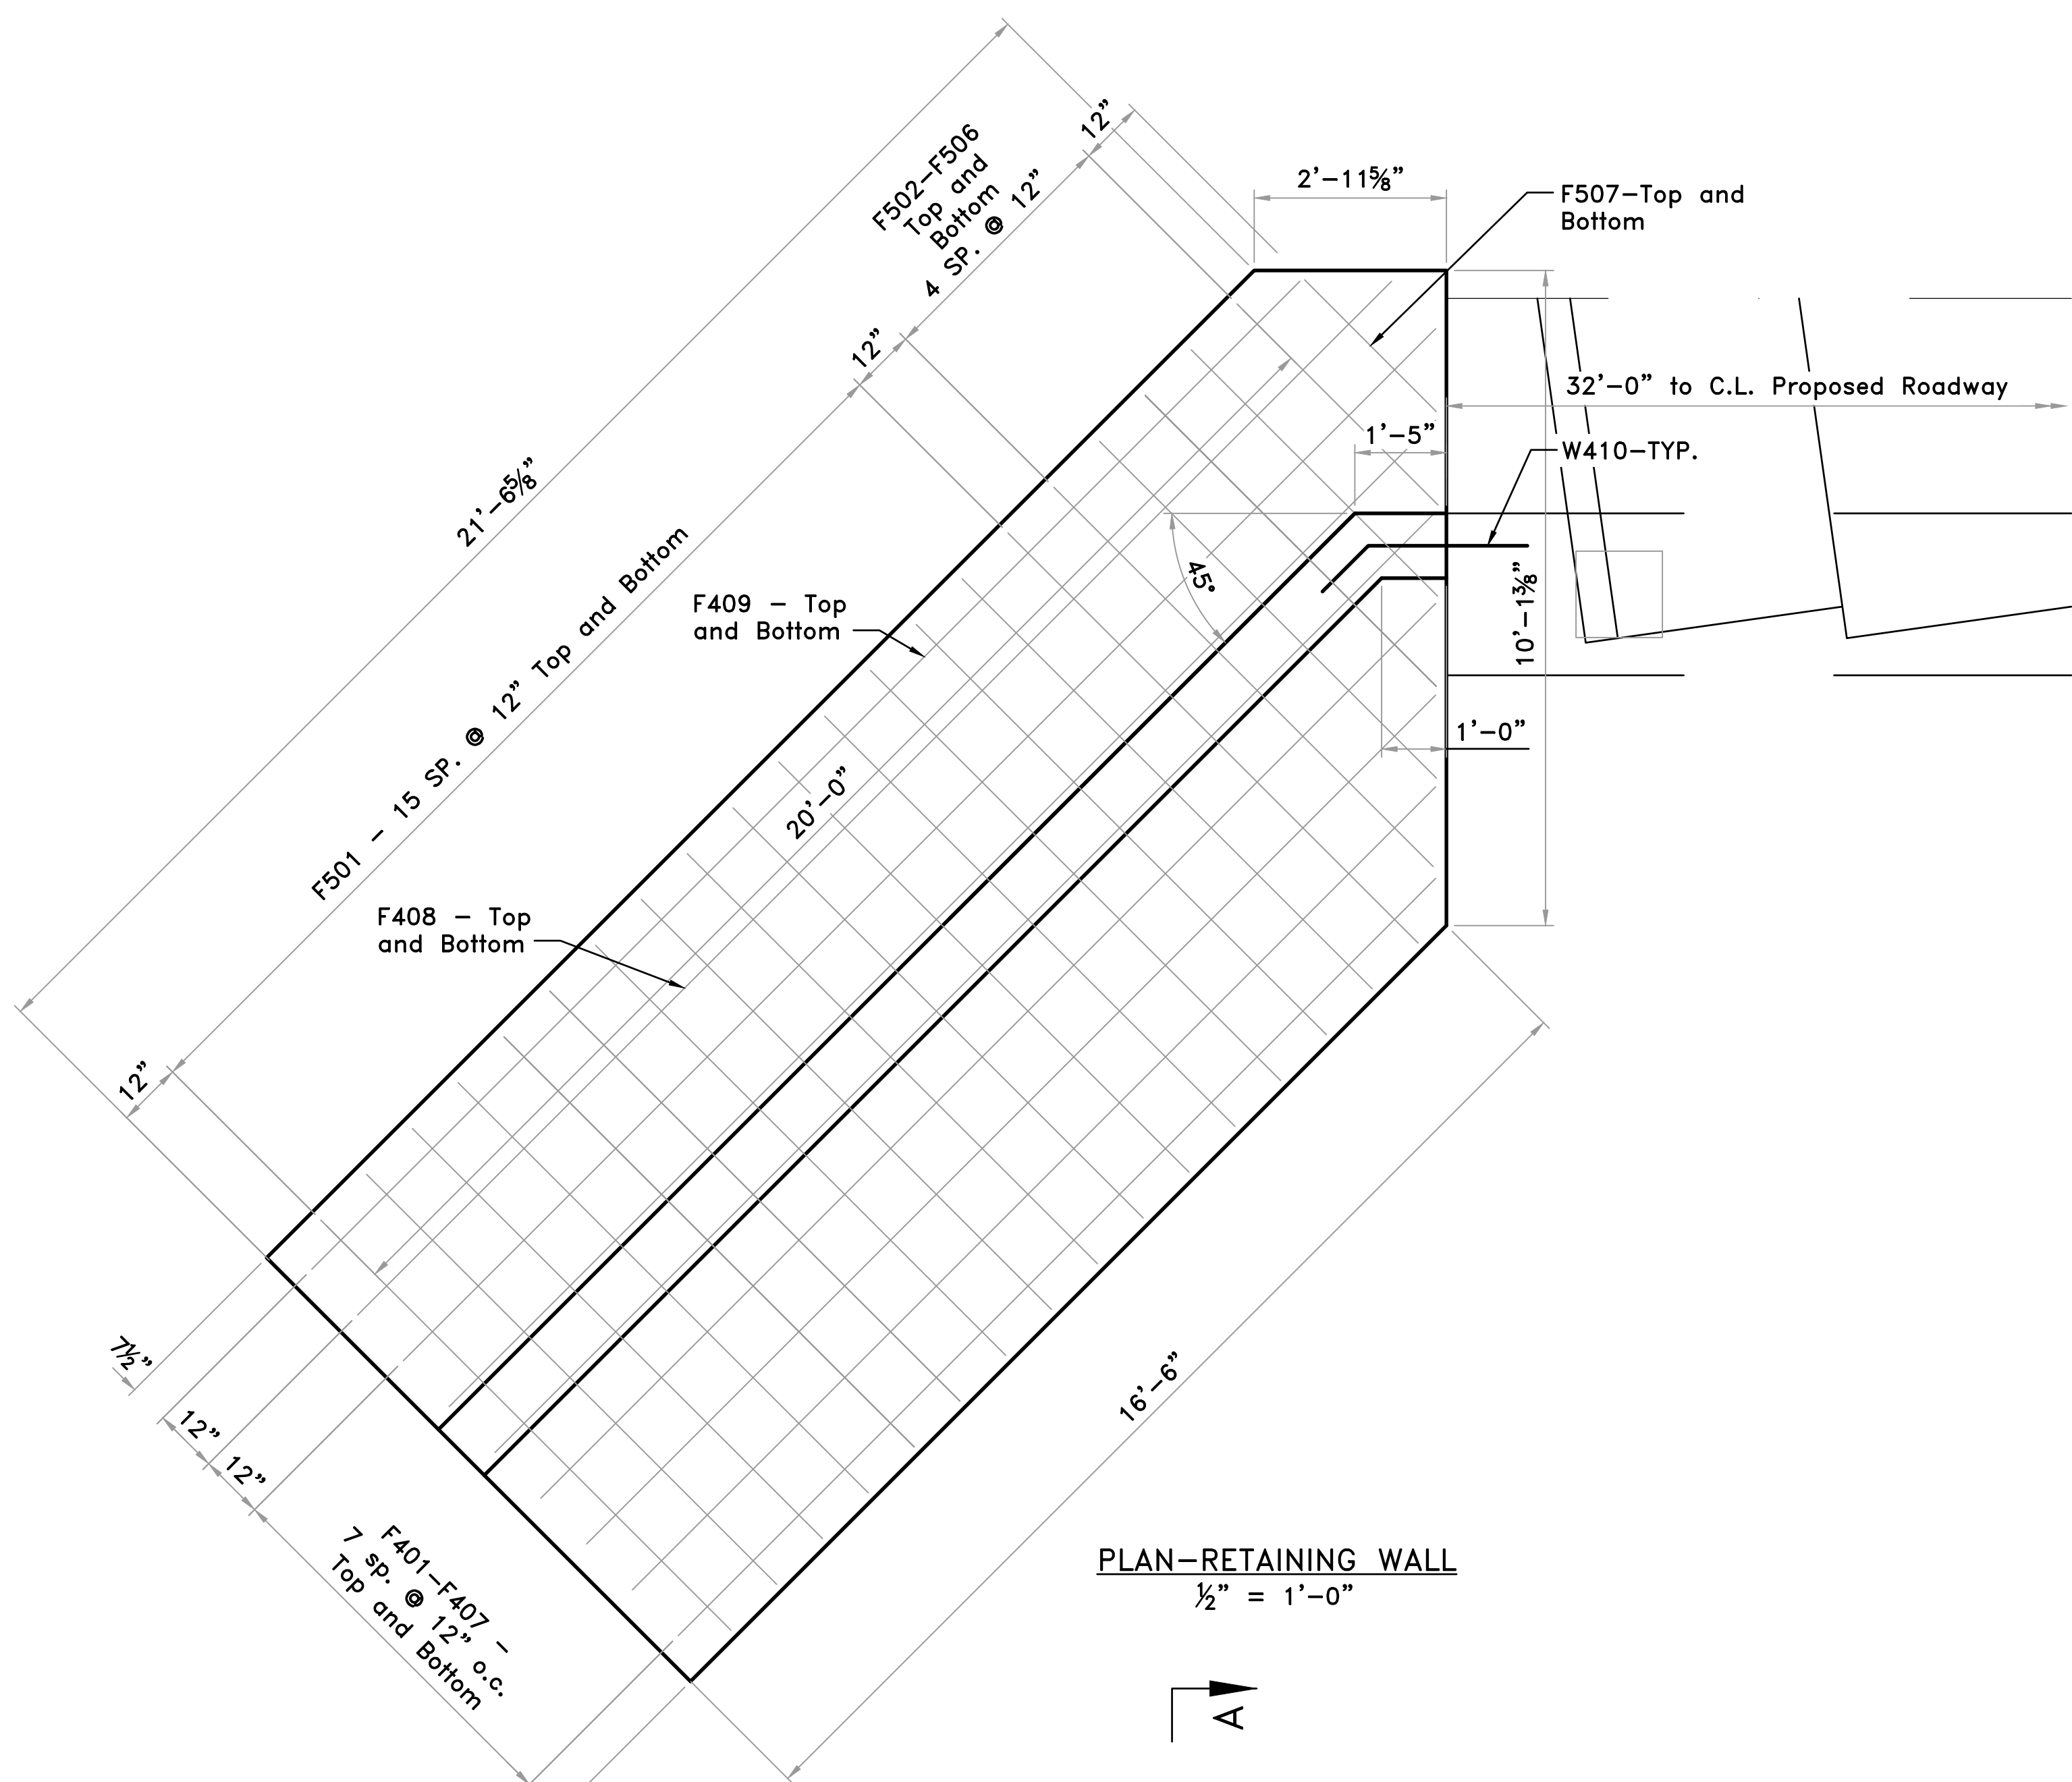 12”
F502–F506
Top and
Bottom
4 SP. @ 12”
2’–11⅝”
F507–Top and
Bottom
12”
32’–0” to C.L. Proposed Roadway
1’–5”
W410–TYP.
21’–6⅝”
45°
10’–1⅜”
F501 – 15 SP. @ 12” Top and Bottom
F409 – Top
and Bottom
1’–0”
20’–0”
F408 – Top
and Bottom
12”
7½”
12”
12”
16’–6”
F401–F407 –
7 sp. @ 12” o.c.
Top and Bottom
PLAN–RETAINING WALL
½” = 1’–0”
A